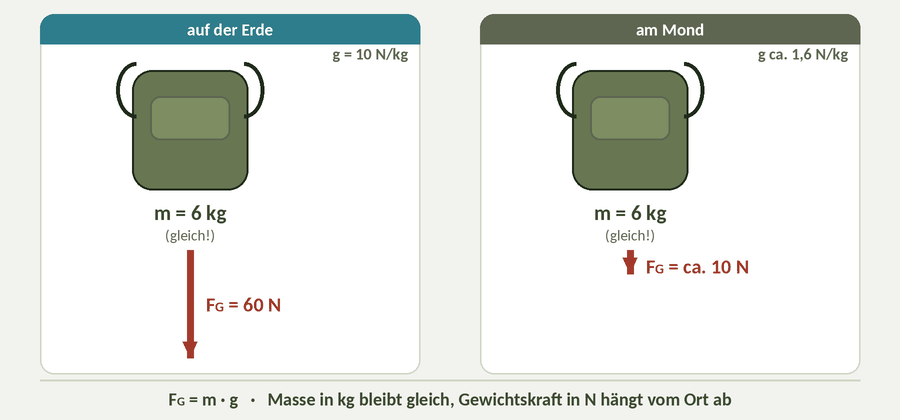 auf der Erde
g = 10 N/kg
m = 6 kg
(gleich!)
FG = 60 N
am Mond
g ca. 1,6 N/kg
m = 6 kg
(gleich!)
FG = ca. 10 N
FG = m · g · Masse in kg bleibt gleich, Gewichtskraft in N hängt vom Ort ab